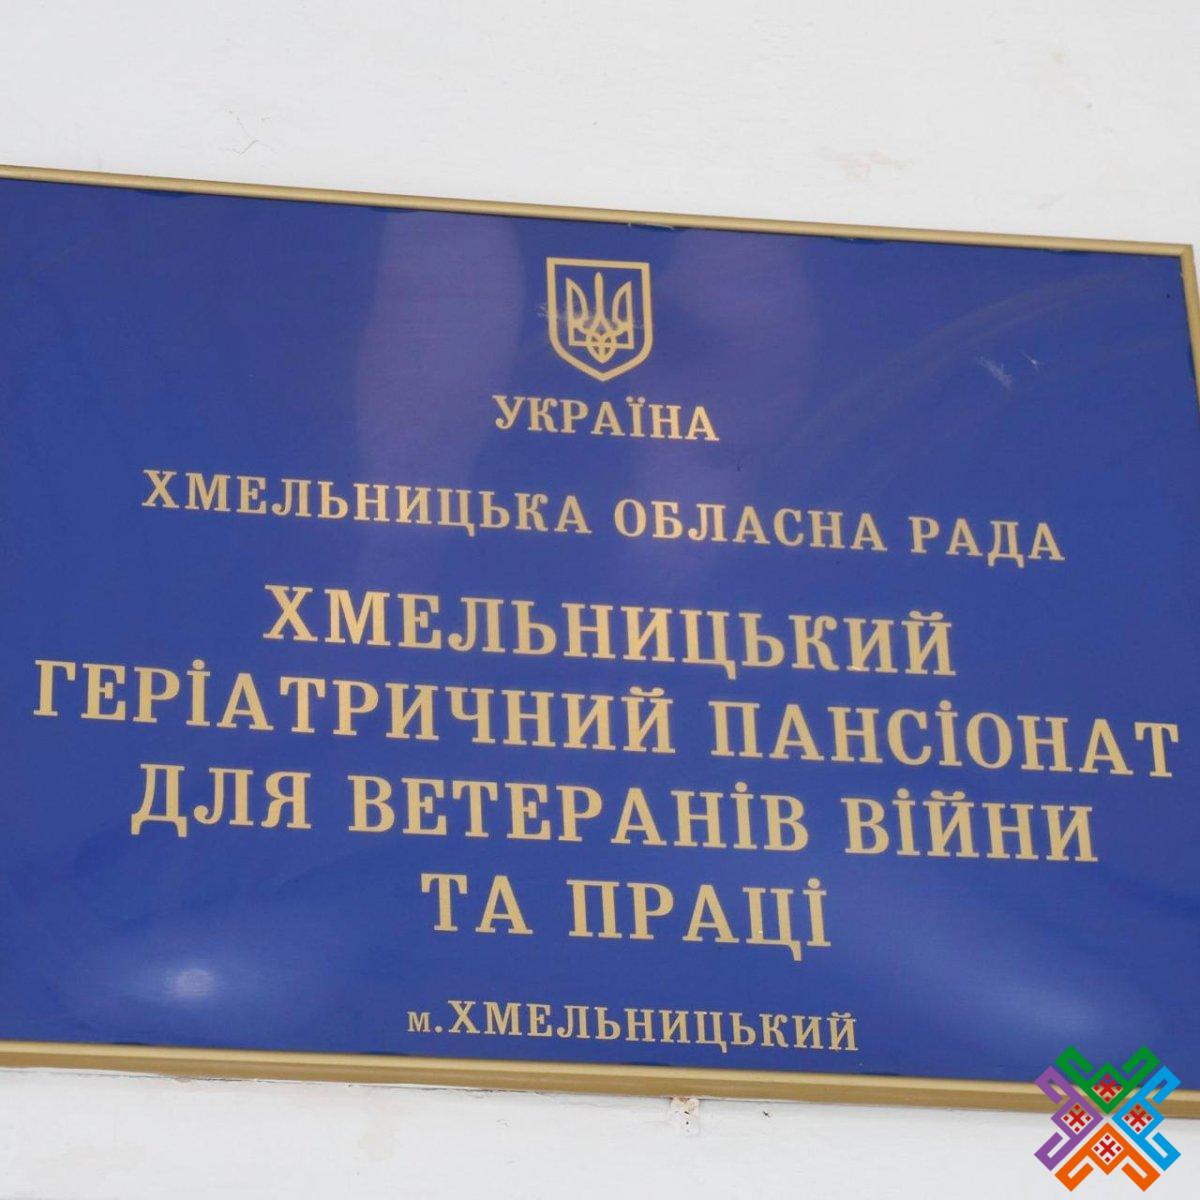 УКРАЇНА
ХМЕЛЬНИЦЬКА ОБЛАСНА РАДА
ХМЕЛЬНИЦЬКИЙ
ГЕРІАТРИЧНИЙ ПАНСІОНАТ
ДЛЯ ВЕТЕРАНІВ ВІЙНИ
ТА ПРАЦІ
м.ХМЕЛЬНИЦЬКИЙ